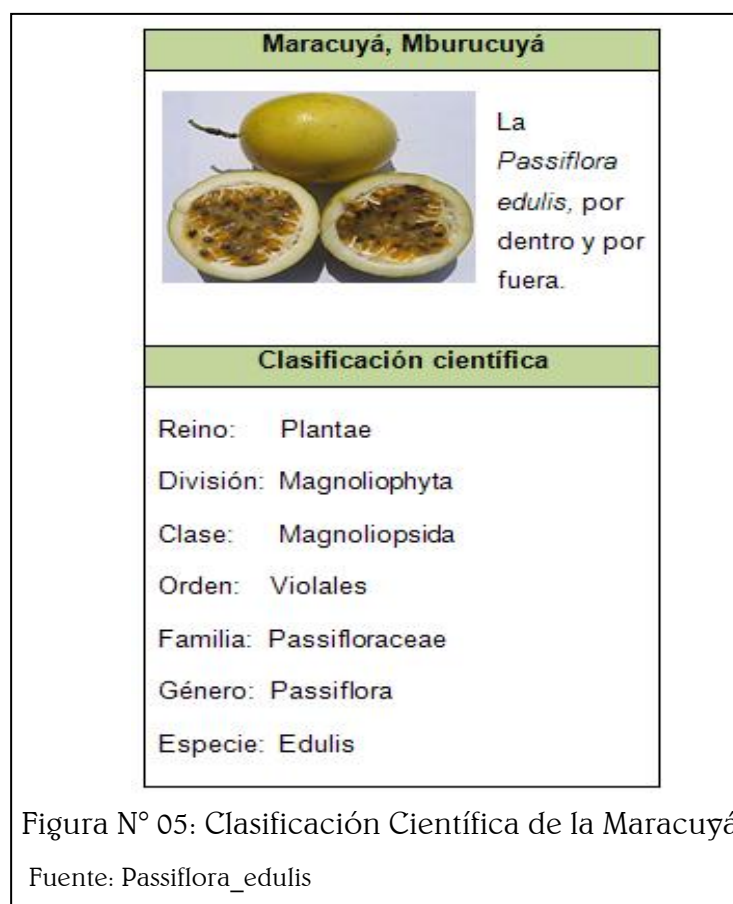 Maracuyá, Mburucuyá
La
Passiflora
edulis, por
dentro y por
fuera.
Clasificación científica
Reino: Plantae
División: Magnoliophyta
Clase: Magnoliopsida
Orden: Violales
Familia: Passifloraceae
Género: Passiflora
Especie: Edulis
Figura N° 05: Clasificación Científica de la Maracuyá
Fuente: Passiflora_edulis